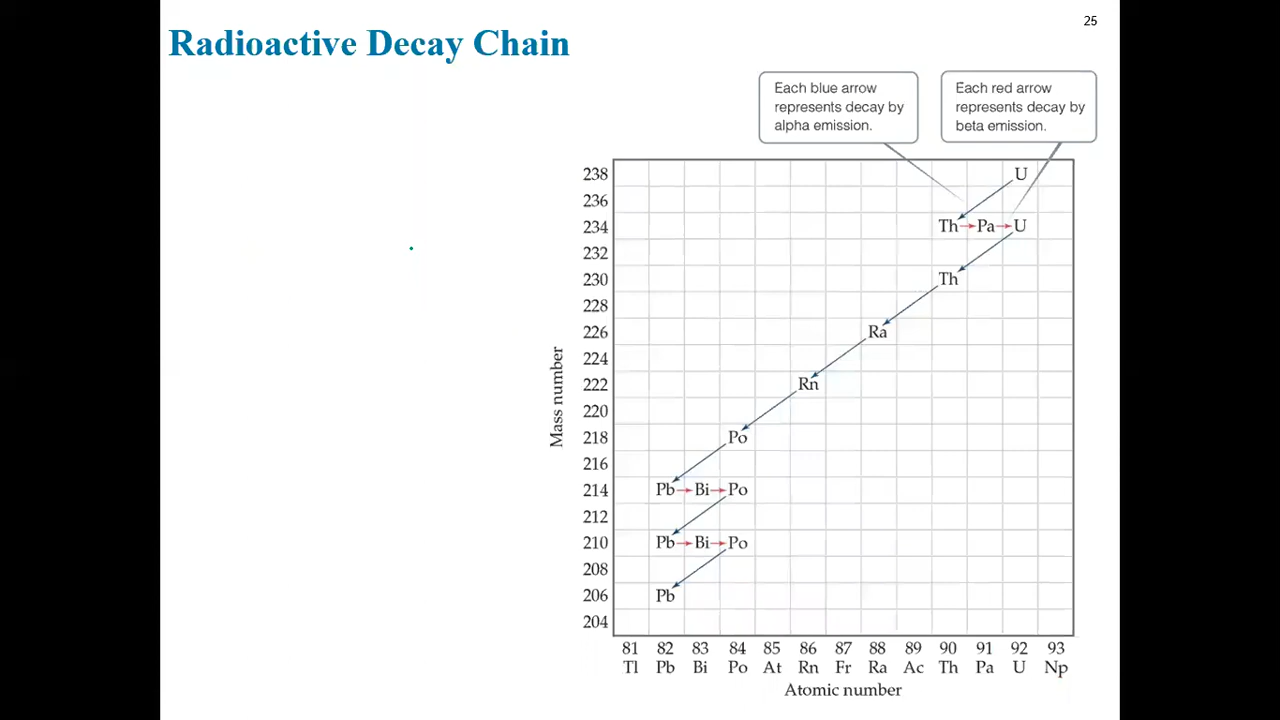 25
Radioactive Decay Chain
Each blue arrow
represents decay by
alpha emission.
Each red arrow
represents decay by
beta emission.
238 U
236
234 Th Pa U
232
230 Th
228
226 Ra
224
222 Rn
220
218 Po
216
214 Pb Bi Po
212
210 Pb Bi Po
208
206 Pb
204
Mass number
81 82 83 84 85 86 87 88 89 90 91 92 93
Tl Pb Bi Po At Rn Fr Ra Ac Th Pa U Np
Atomic number